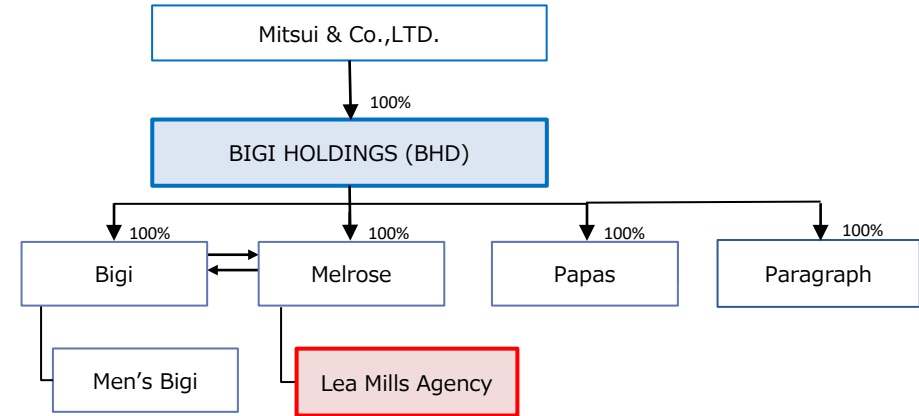 Mitsui & Co.,LTD.
100%
BIGI HOLDINGS (BHD)
100%
100%
100%
100%
Bigi
Melrose
Papas
Paragraph
Men’s Bigi
Lea Mills Agency